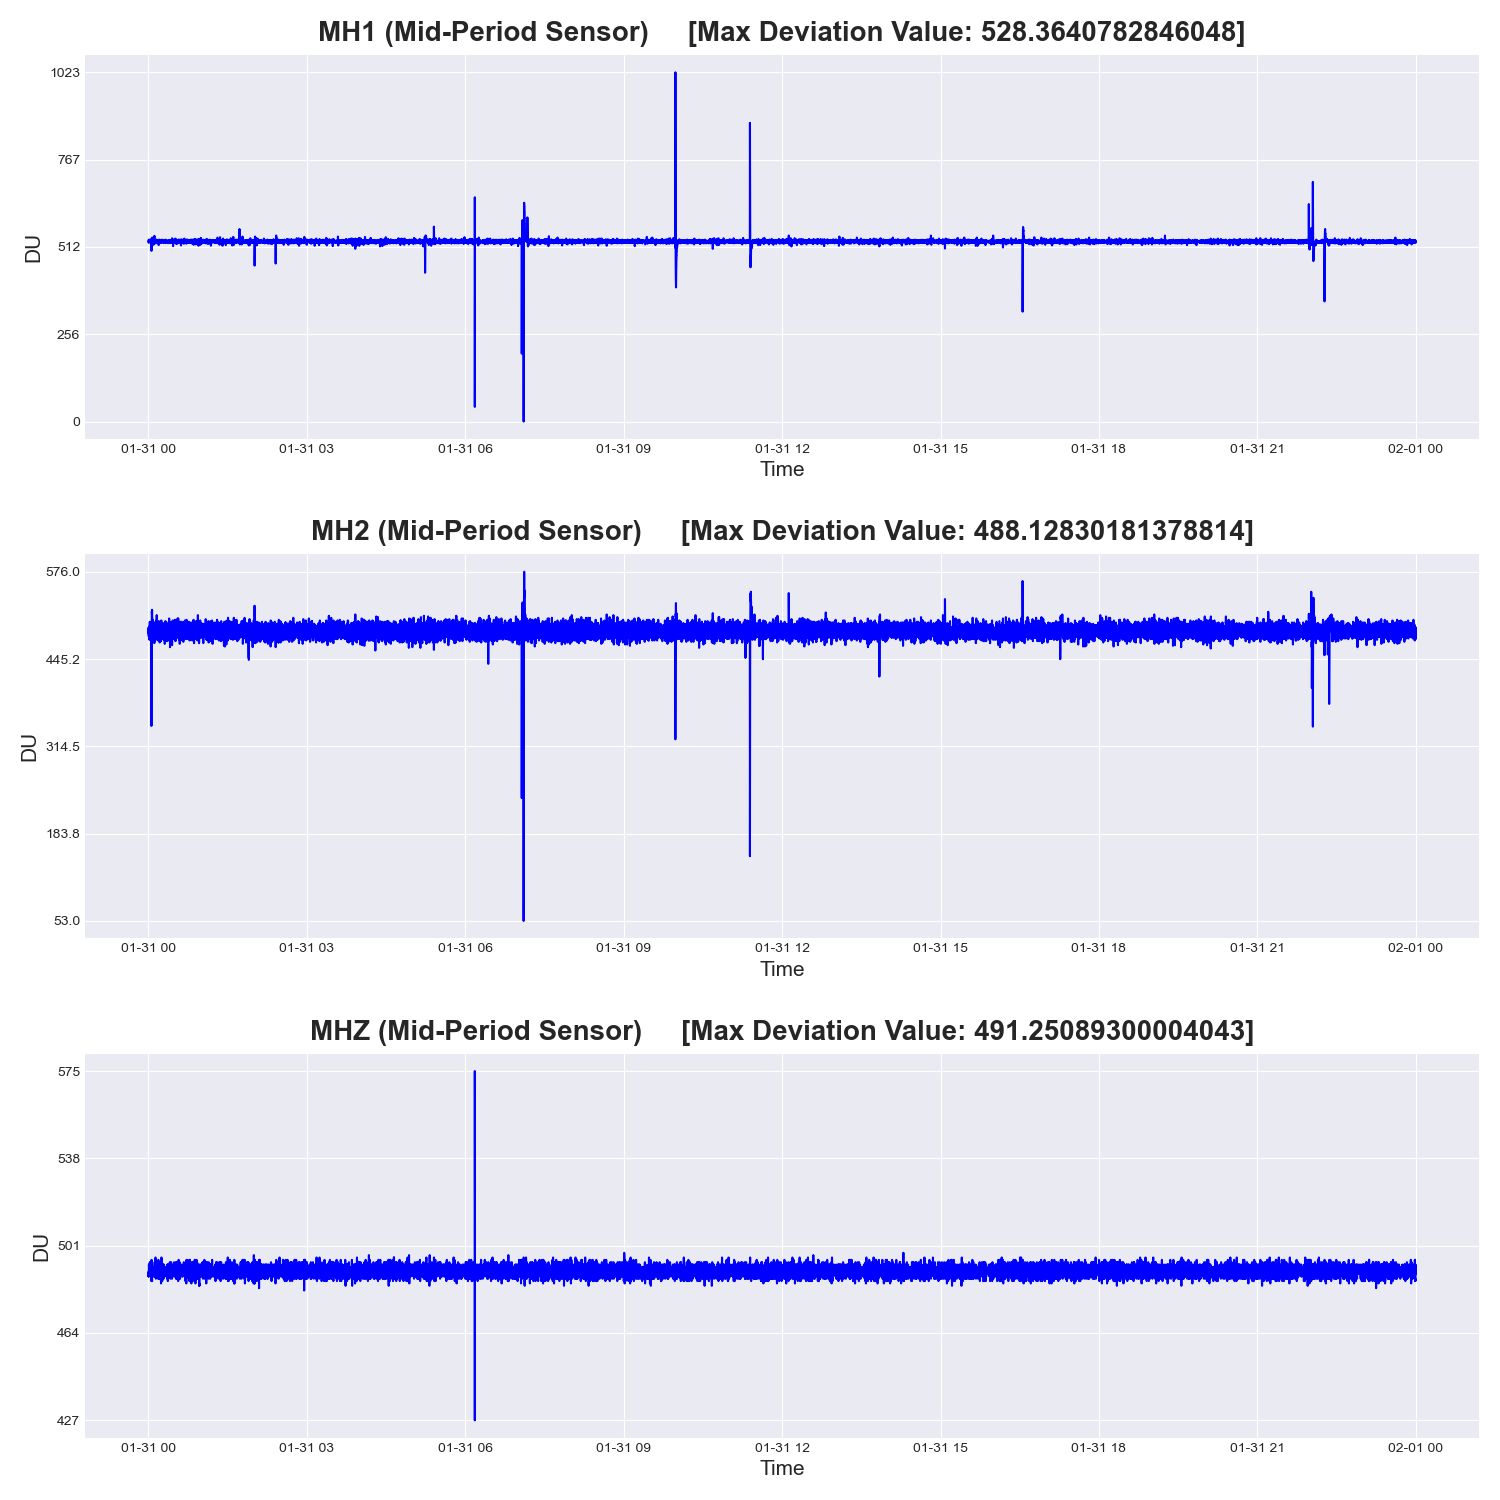 MH1 (Mid-Period Sensor) [Max Deviation Value: 528.3640782846048]
1023
767
512
256
0
DU
01-31 00 01-31 03 01-31 06 01-31 09 01-31 12 01-31 15 01-31 18 01-31 21 02-01 00
Time
MH2 (Mid-Period Sensor) [Max Deviation Value: 488.12830181378814]
576.0
445.2
314.5
183.8
53.0
DU
01-31 00 01-31 03 01-31 06 01-31 09 01-31 12 01-31 15 01-31 18 01-31 21 02-01 00
Time
MHZ (Mid-Period Sensor) [Max Deviation Value: 491.25089300004043]
575
538
501
464
427
DU
01-31 00 01-31 03 01-31 06 01-31 09 01-31 12 01-31 15 01-31 18 01-31 21 02-01 00
Time